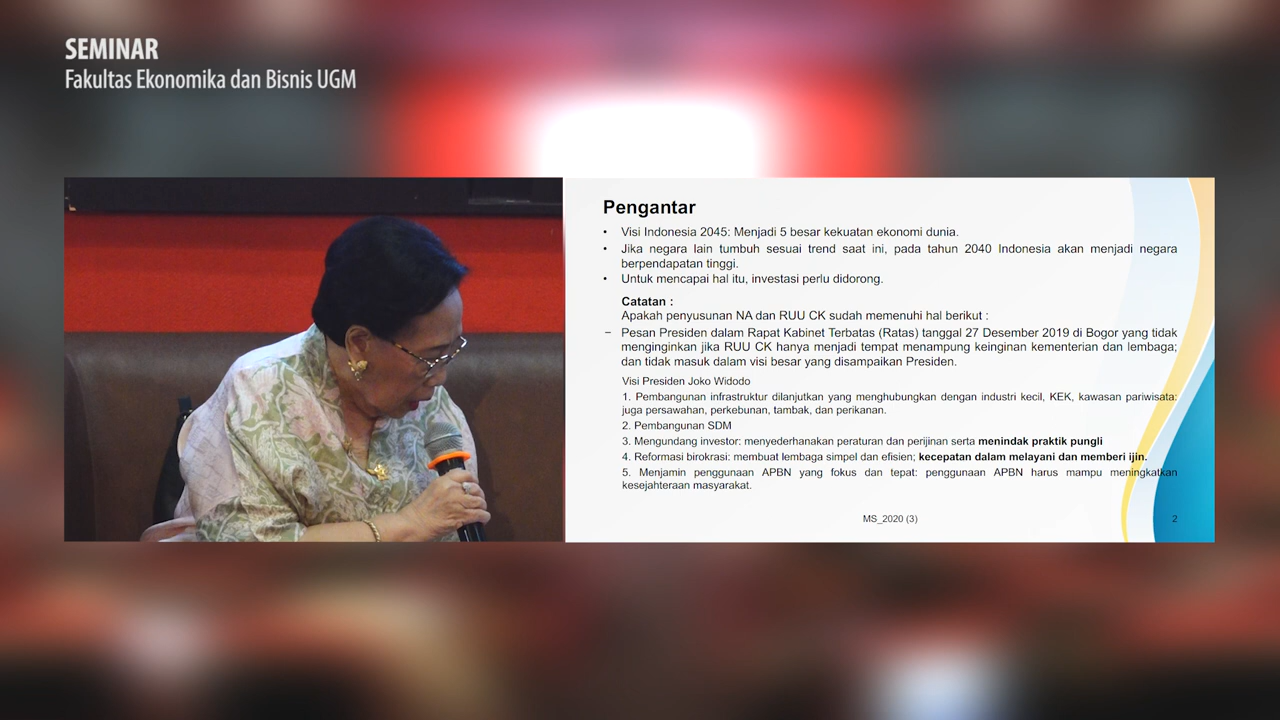 SEMINAR
Fakultas Ekonomika dan Bisnis UGM
Pengantar
• Visi Indonesia 2045: Menjadi 5 besar kekuatan ekonomi dunia.
• Jika negara lain tumbuh sesuai trend saat ini, pada tahun 2040 Indonesia akan menjadi negara
berpendapatan tinggi.
• Untuk mencapai hal itu, investasi perlu didorong.
Catatan :
Apakah penyusunan NA dan RUU CK sudah memenuhi hal berikut :
– Pesan Presiden dalam Rapat Kabinet Terbatas (Ratas) tanggal 27 Desember 2019 di Bogor yang tidak
menginginkan jika RUU CK hanya menjadi tempat menampung keinginan kementerian dan lembaga;
dan tidak masuk dalam visi besar yang disampaikan Presiden.
Visi Presiden Joko Widodo
1. Pembangunan infrastruktur dilanjutkan yang menghubungkan dengan industri kecil, KEK, kawasan pariwisata:
juga persawahan, perkebunan, tambak, dan perikanan.
2. Pembangunan SDM
3. Mengundang investor: menyederhanakan peraturan dan perijinan serta menindak praktik pungli
4. Reformasi birokrasi: membuat lembaga simpel dan efisien; kecepatan dalam melayani dan memberi ijin.
5. Menjamin penggunaan APBN yang fokus dan tepat: penggunaan APBN harus mampu meningkatkan
kesejahteraan masyarakat.
MS_2020 (3)
2